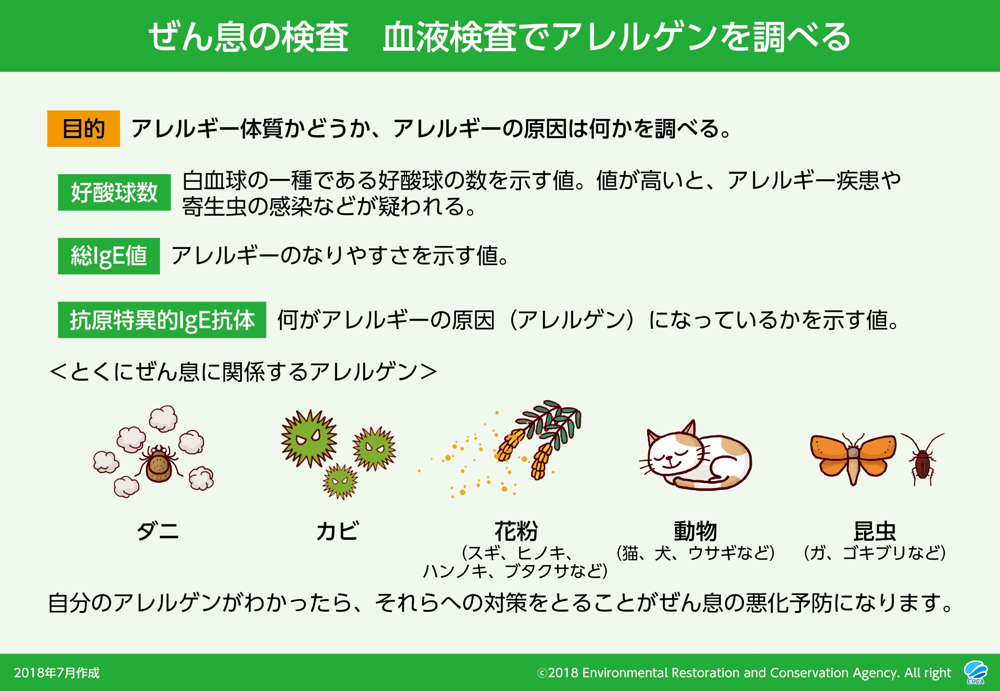 ぜん息の検査　血液検査でアレルゲンを調べる
目的　アレルギー体質かどうか、アレルギーの原因は何かを調べる。
好酸球数　白血球の一種である好酸球の数を示す値。値が高いと、アレルギー疾患や
寄生虫の感染などが疑われる。
総IgE値　アレルギーのなりやすさを示す値。
抗原特異的IgE抗体　何がアレルギーの原因（アレルゲン）になっているかを示す値。
＜とくにぜん息に関係するアレルゲン＞
ダニ
カビ
花粉
（スギ、ヒノキ、
ハンノキ、ブタクサなど）
動物
（猫、犬、ウサギなど）
昆虫
（ガ、ゴキブリなど）
自分のアレルゲンがわかったら、それらへの対策をとることがぜん息の悪化予防になります。
2018年7月作成
©2018 Environmental Restoration and Conservation Agency. All right
ERCA